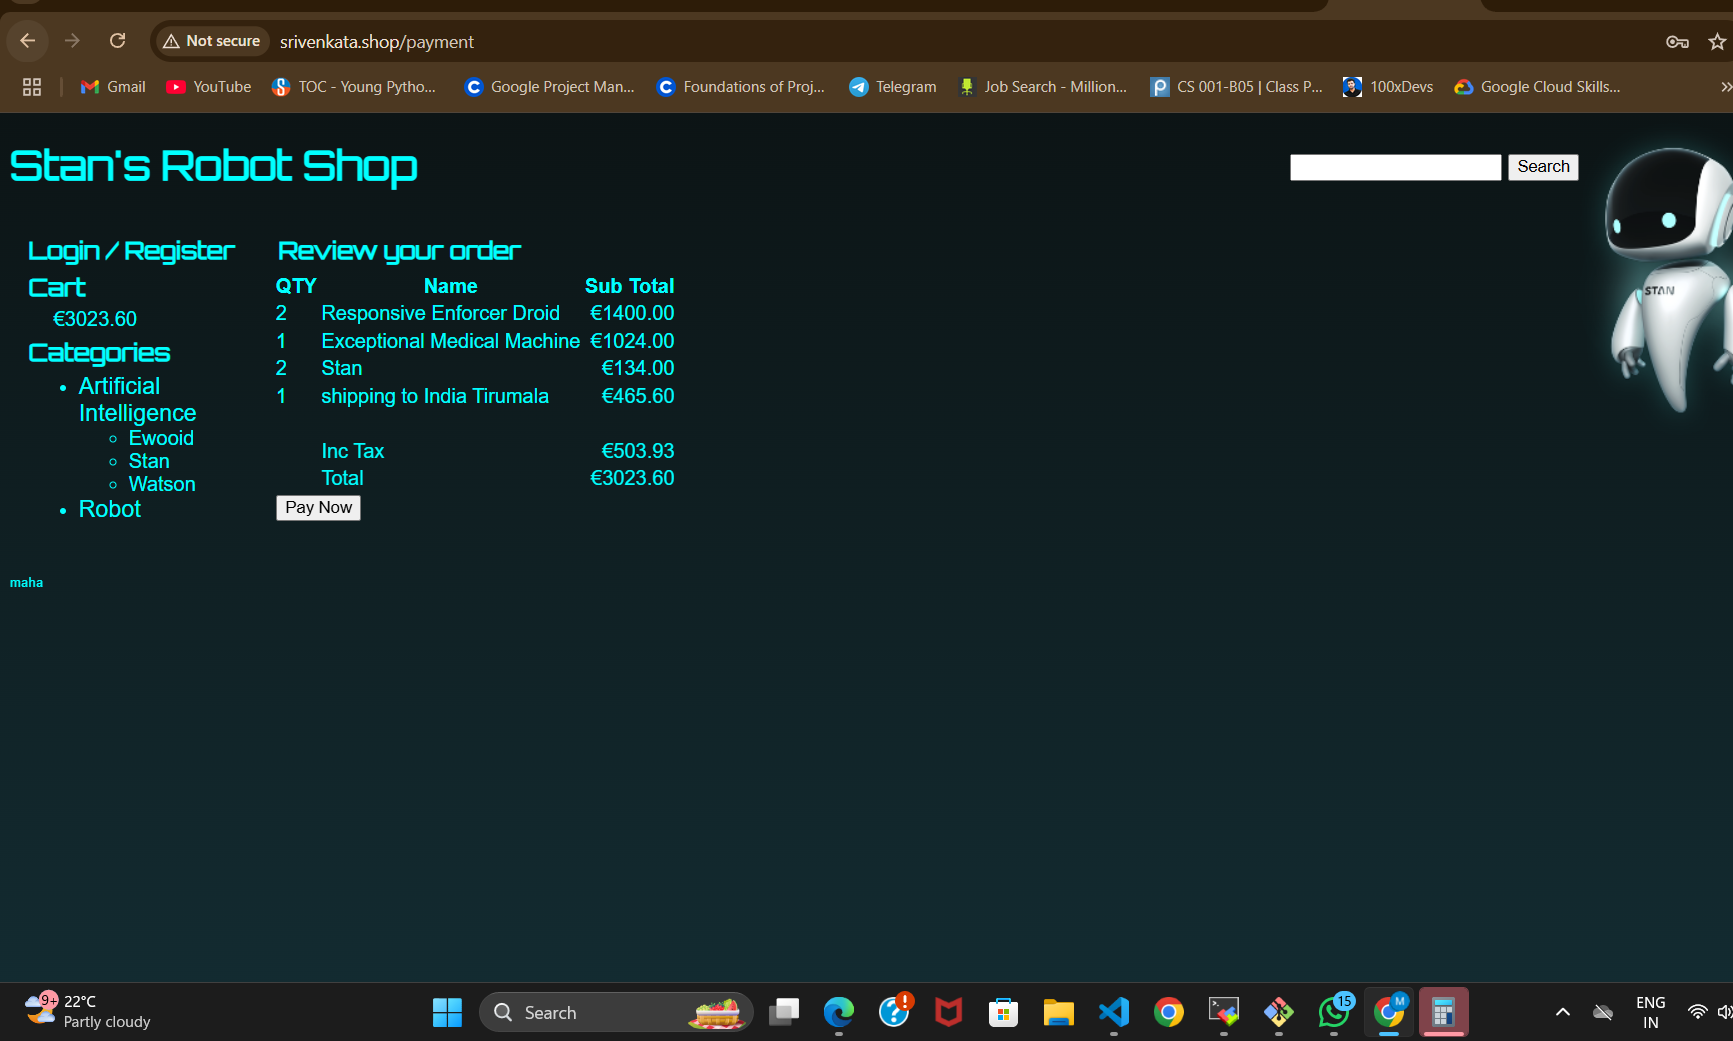 Not secure
srivenkata.shop/payment
Gmail
YouTube
TOC - Young Pytho...
Google Project Man...
Foundations of Proj...
Telegram
Job Search - Million...
CS 001-B05 | Class P...
100xDevs
Google Cloud Skills...
Stan's Robot Shop
Search
Login / Register
Cart
€3023.60
Categories
Artificial
Intelligence
Ewooid
Stan
Watson
Robot
Review your order
QTY Name Sub Total
2 Responsive Enforcer Droid €1400.00
1 Exceptional Medical Machine €1024.00
2 Stan €134.00
1 shipping to India Tirumala €465.60
Inc Tax €503.93
Total €3023.60
Pay Now
STAN
maha
9+
22°C
Partly cloudy
Search
15
M
ENG
IN